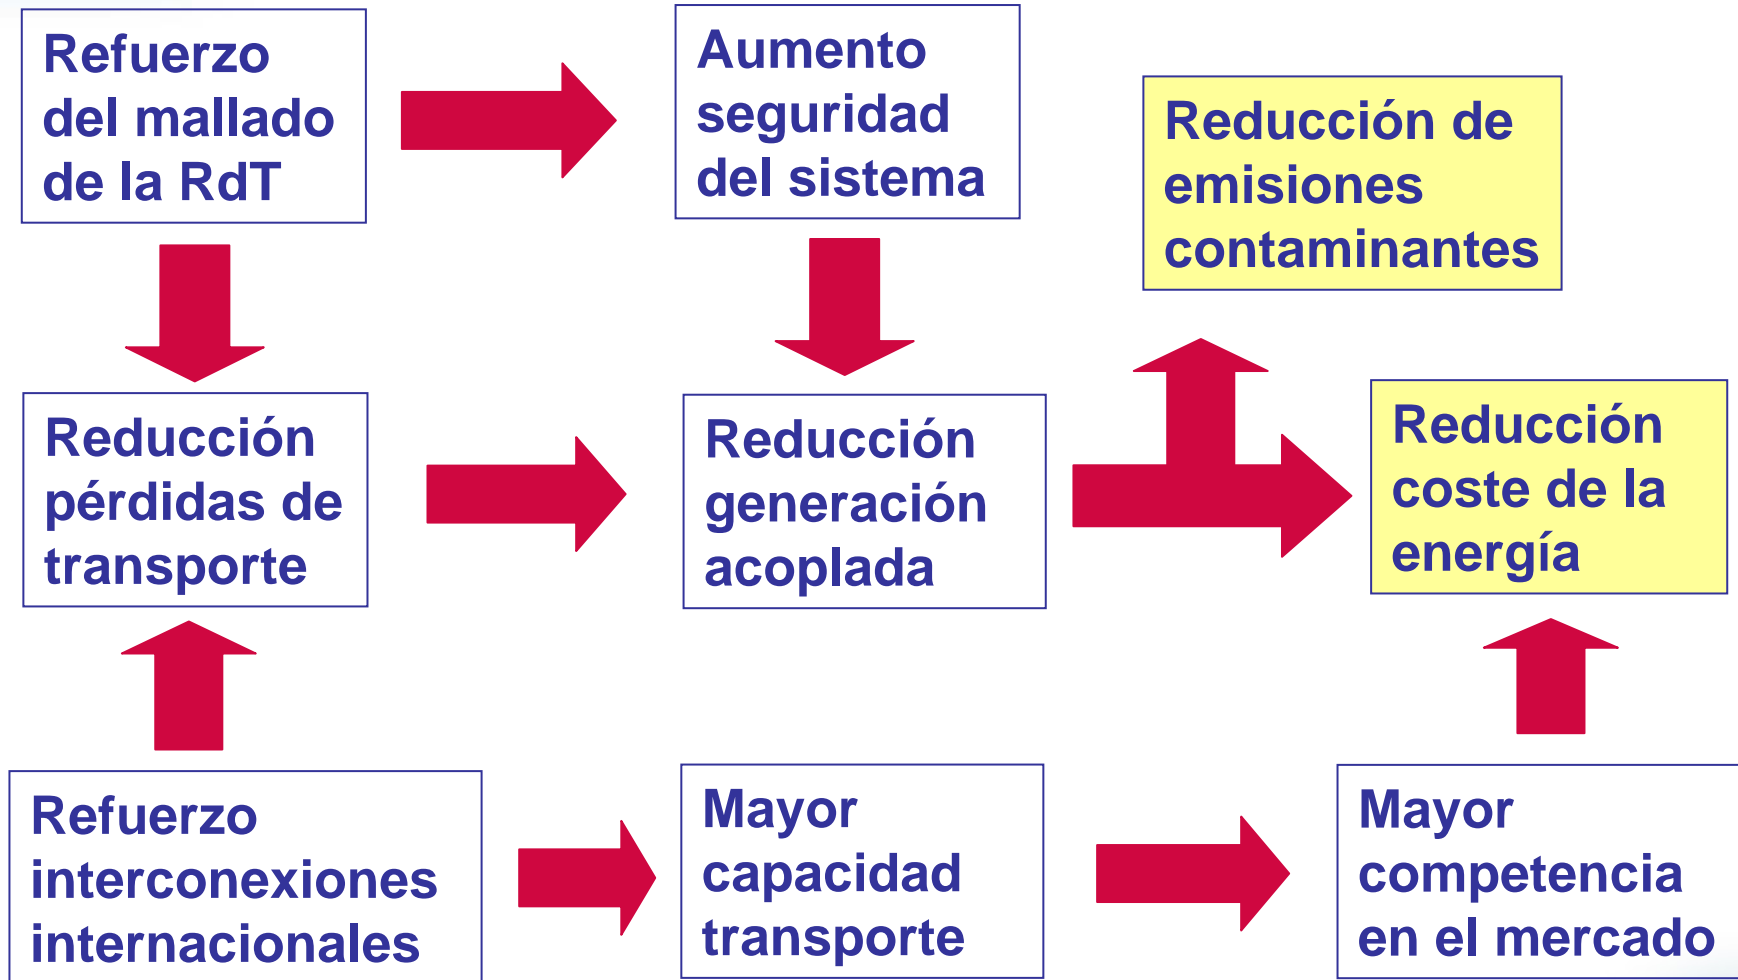 Refuerzo
del mallado
de la RdT
Aumento
seguridad
del sistema
Reducción de
emisiones
contaminantes
Reducción
pérdidas de
transporte
Reducción
generación
acoplada
Reducción
coste de la
energía
Refuerzo
interconexiones
internacionales
Mayor
capacidad
transporte
Mayor
competencia
en el mercado